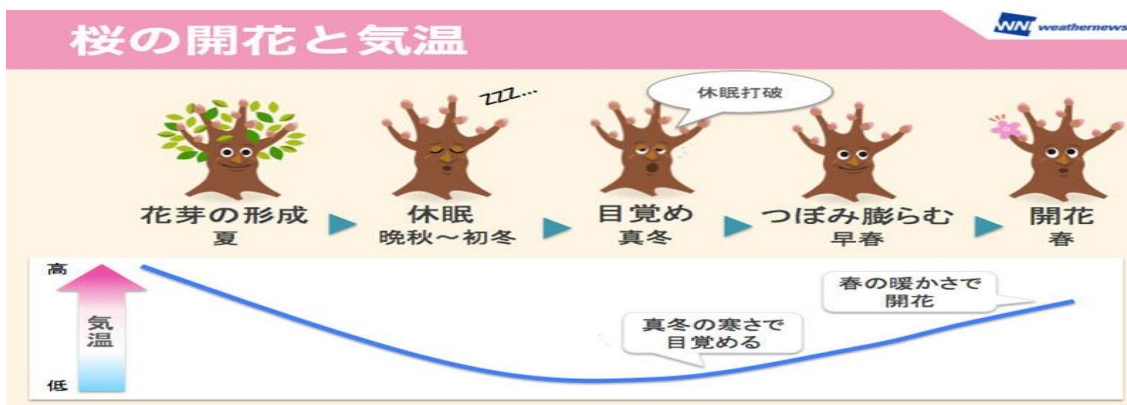 桜の開花と気温
WNI weathernews
zzz...
休眠打破
花芽の形成
夏
休眠
晩秋～初冬
目覚め
真冬
つぼみ膨らむ
早春
開花
春
高
気温
低
真冬の寒さで
目覚める
春の暖かさで
開花